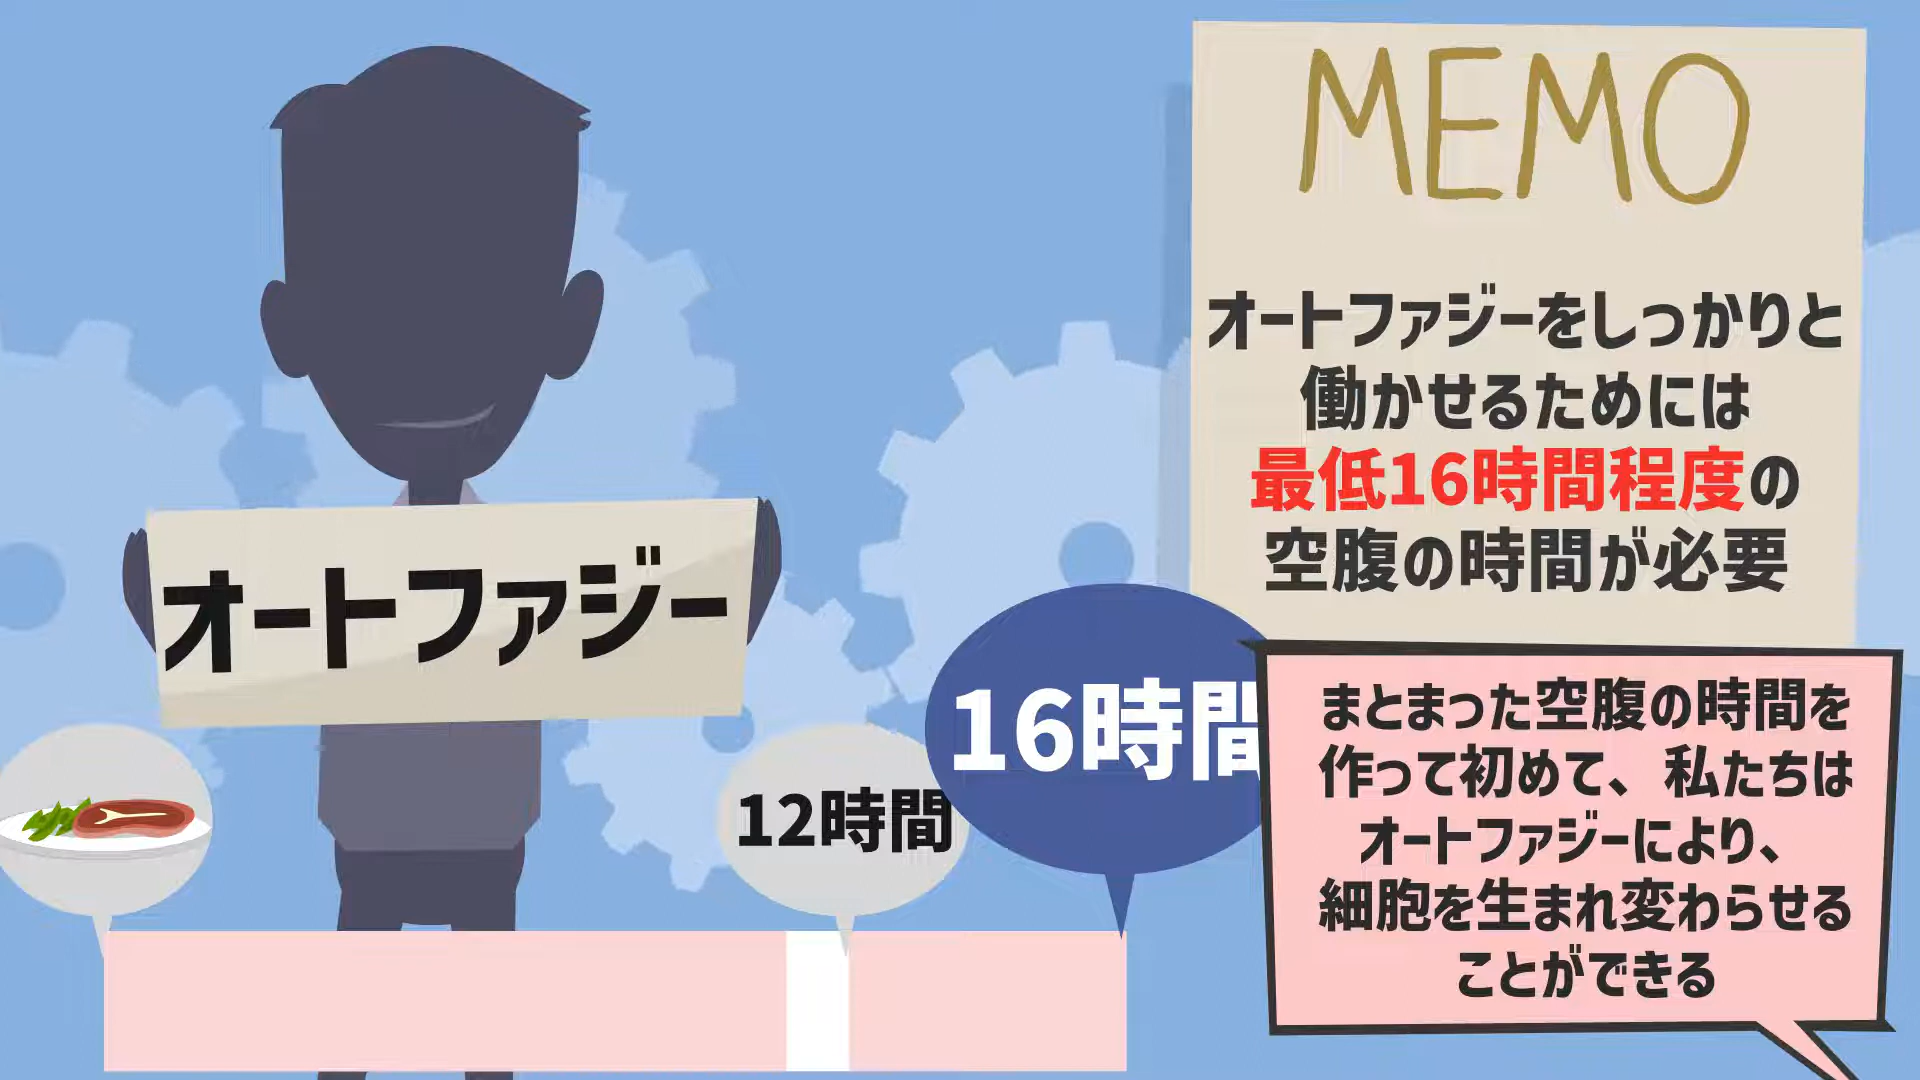 MEMO
オートファジーをしっかりと
働かせるためには
最低16時間程度の
空腹の時間が必要
オートファジー
12時間
16時間
まとまった空腹の時間を
作って初めて、私たちは
オートファジーにより、
細胞を生まれ変わらせる
ことができる